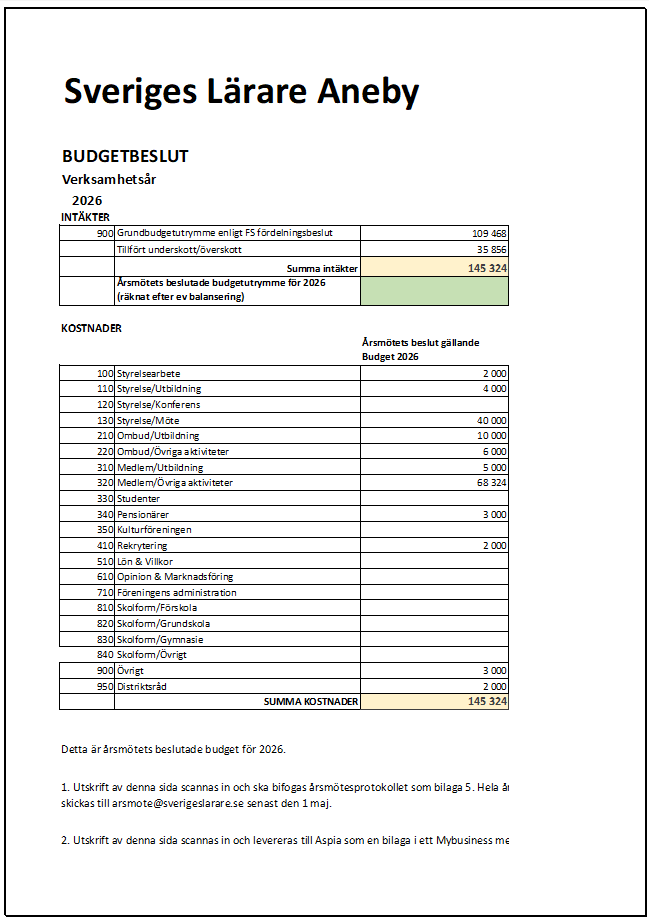 Sveriges Lärare Aneby
BUDGETBESLUT
Verksamhetsår
2026
INTÄKTER
900 Grundbudgetutrymme enligt FS fördelningsbeslut 109 468
Tillfört underskott/överskott 35 856
Summa intäkter 145 324
Årsmötets beslutade budgetutrymme för 2026
(räknat efter ev balansering)
KOSTNADER
Årsmötets beslut gällande
Budget 2026
100 Styrelsearbete 2 000
110 Styrelse/Utbildning 4 000
120 Styrelse/Konferens
130 Styrelse/Möte 40 000
210 Ombud/Utbildning 10 000
220 Ombud/Övriga aktiviteter 6 000
310 Medlem/Utbildning 5 000
320 Medlem/Övriga aktiviteter 68 324
330 Studenter
340 Pensionärer 3 000
350 Kulturföreningen
410 Rekrytering 2 000
510 Lön & Villkor
610 Opinion & Marknadsföring
710 Föreningens administration
810 Skolform/Förskola
820 Skolform/Grundskola
830 Skolform/Gymnasie
840 Skolform/Övrigt
900 Övrigt 3 000
950 Distriktsråd 2 000
SUMMA KOSTNADER 145 324
Detta är årsmötets beslutade budget för 2026.
1. Utskrift av denna sida scannas in och ska bifogas årsmötesprotokollet som bilaga 5. Hela år
skickas till arsmote@sverigeslarare.se senast den 1 maj.
2. Utskrift av denna sida scannas in och levereras till Aspia som en bilaga i ett Mybusiness me